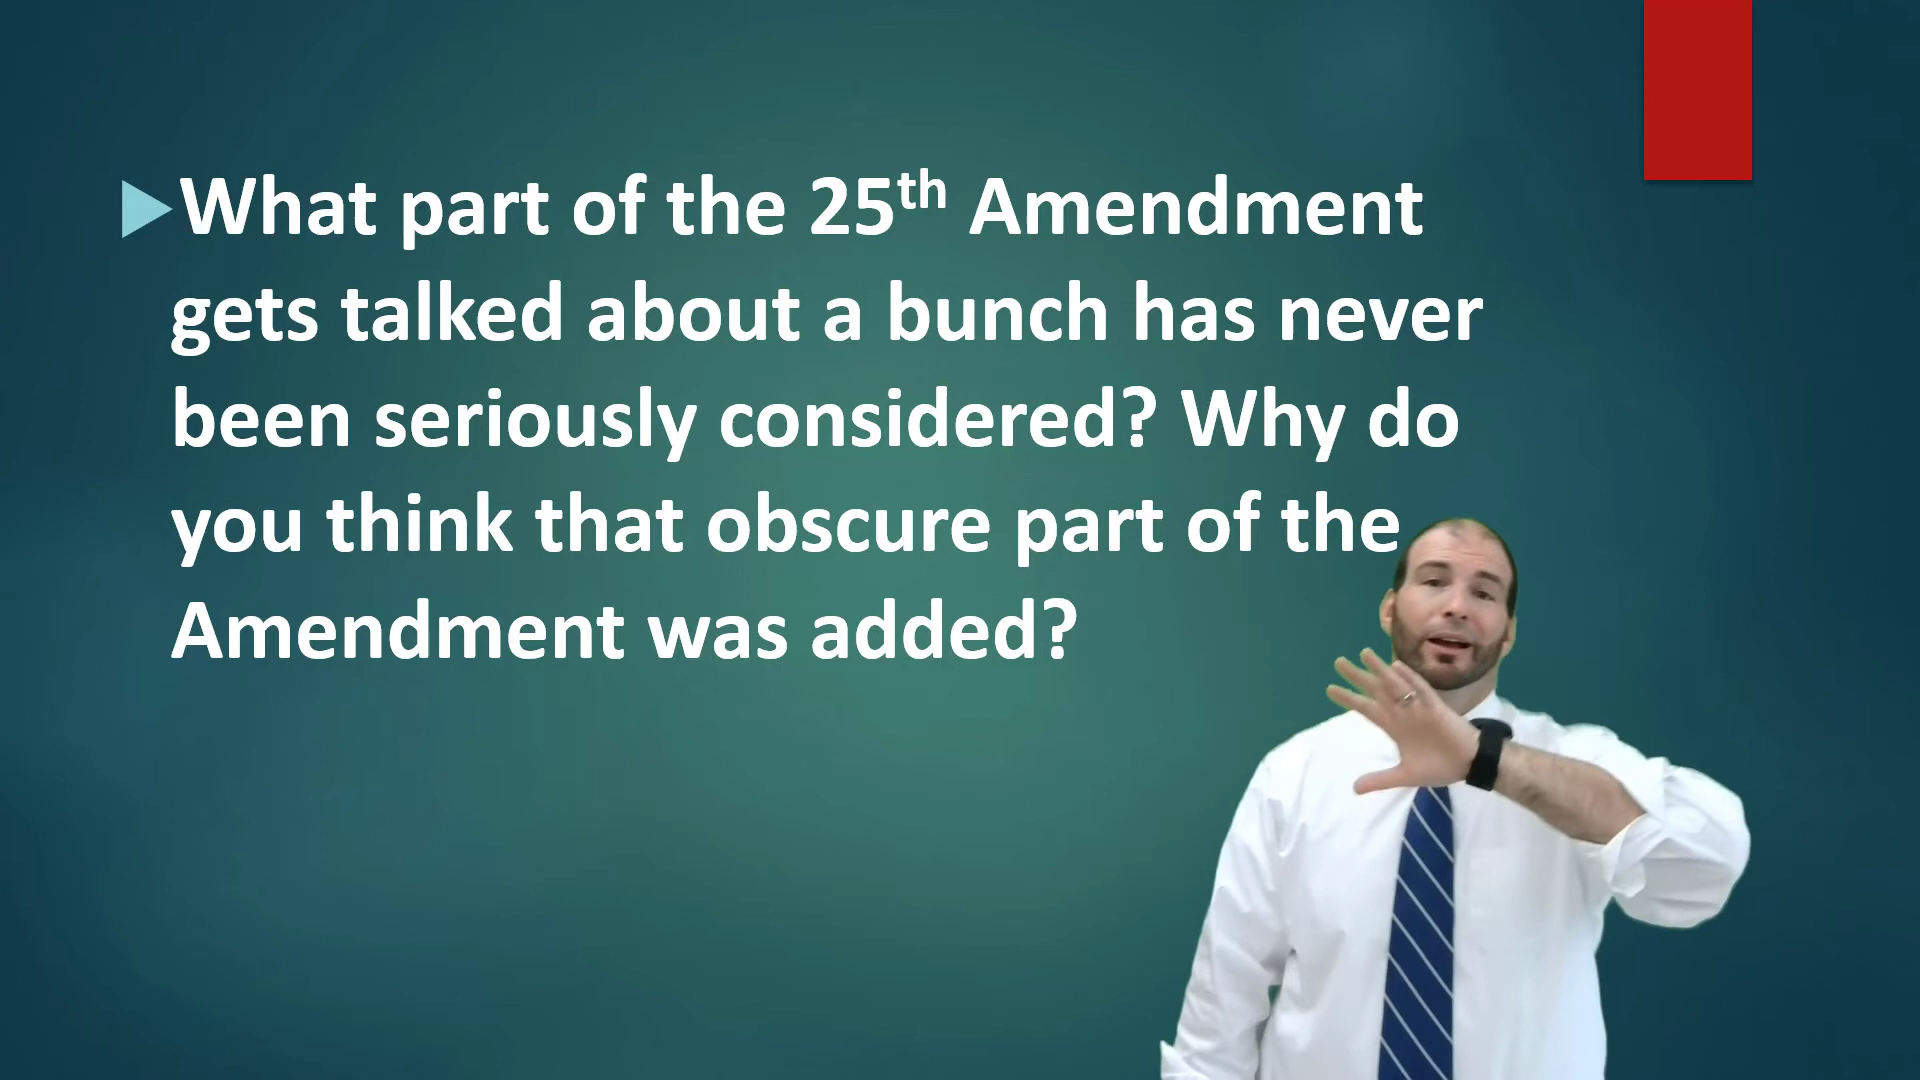 What part of the 25th Amendment
gets talked about a bunch has never
been seriously considered? Why do
you think that obscure part of the
Amendment was added?